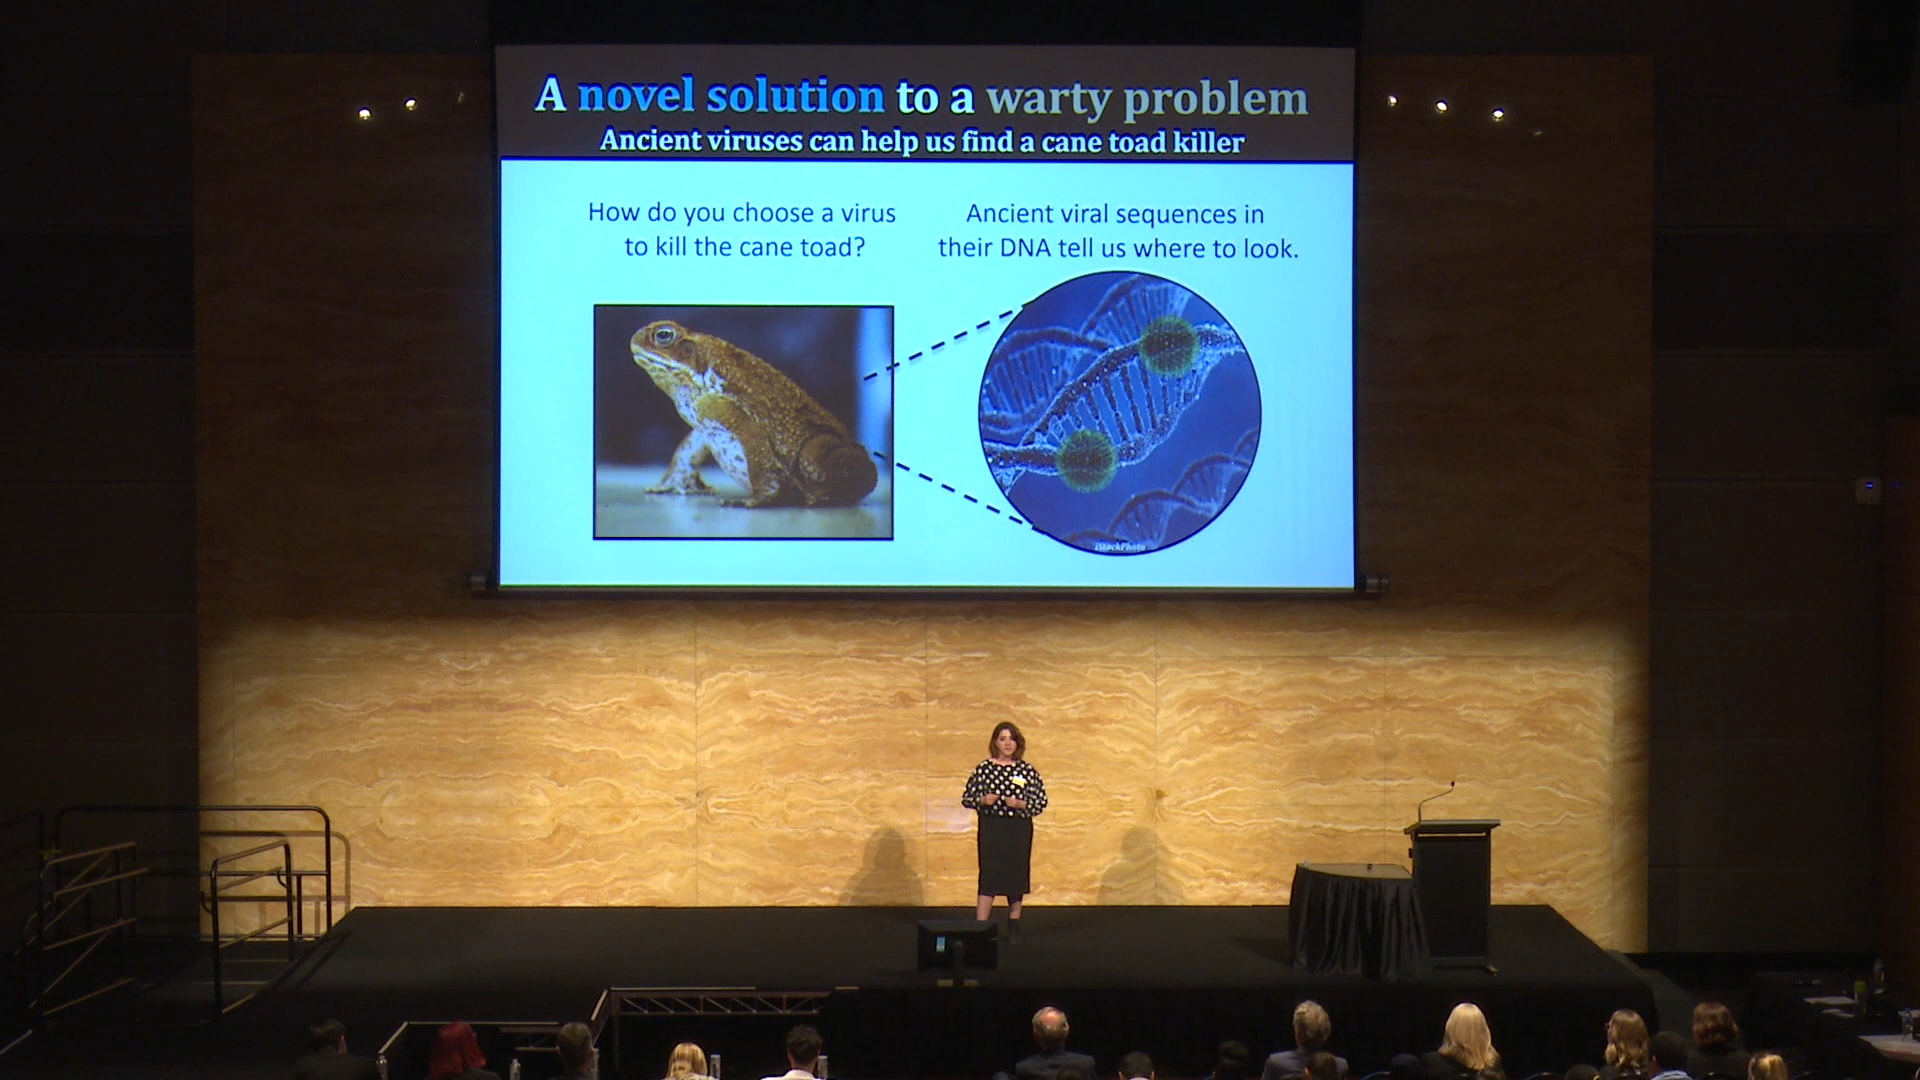 A novel solution to a warty problem
Ancient viruses can help us find a cane toad killer
How do you choose a virus
to kill the cane toad?
Ancient viral sequences in
their DNA tell us where to look.
iStockPhoto